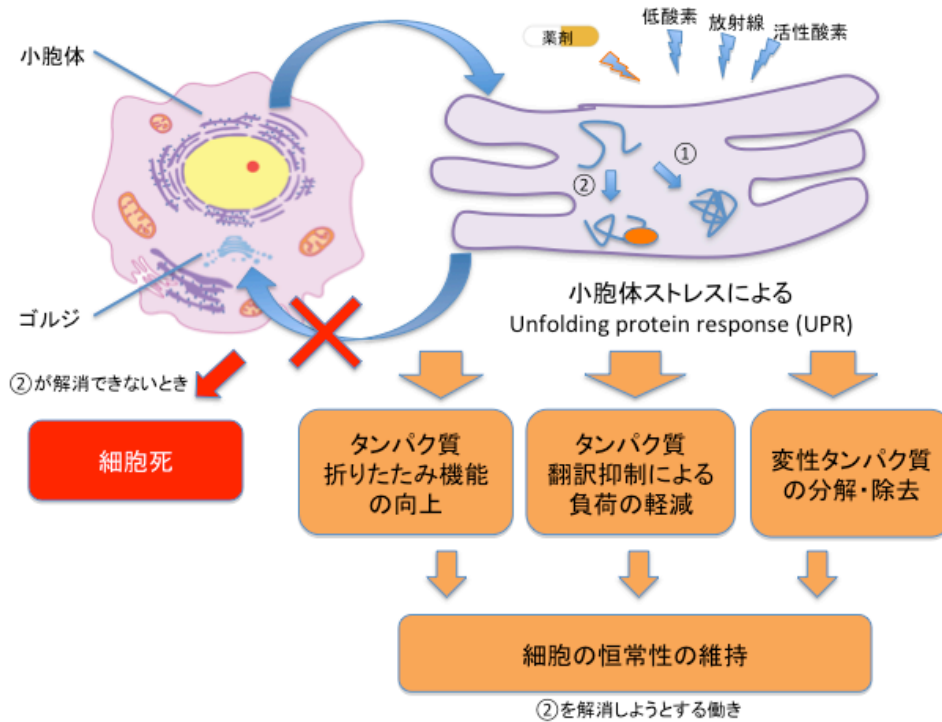 薬剤
低酸素
放射線
活性酸素
小胞体
①
②
ゴルジ
小胞体ストレスによる
Unfolding protein response (UPR)
②が解消できないとき
細胞死
タンパク質
折りたたみ機能
の向上
タンパク質
翻訳抑制による
負荷の軽減
変性タンパク質
の分解・除去
細胞の恒常性の維持
②を解消しようとする働き